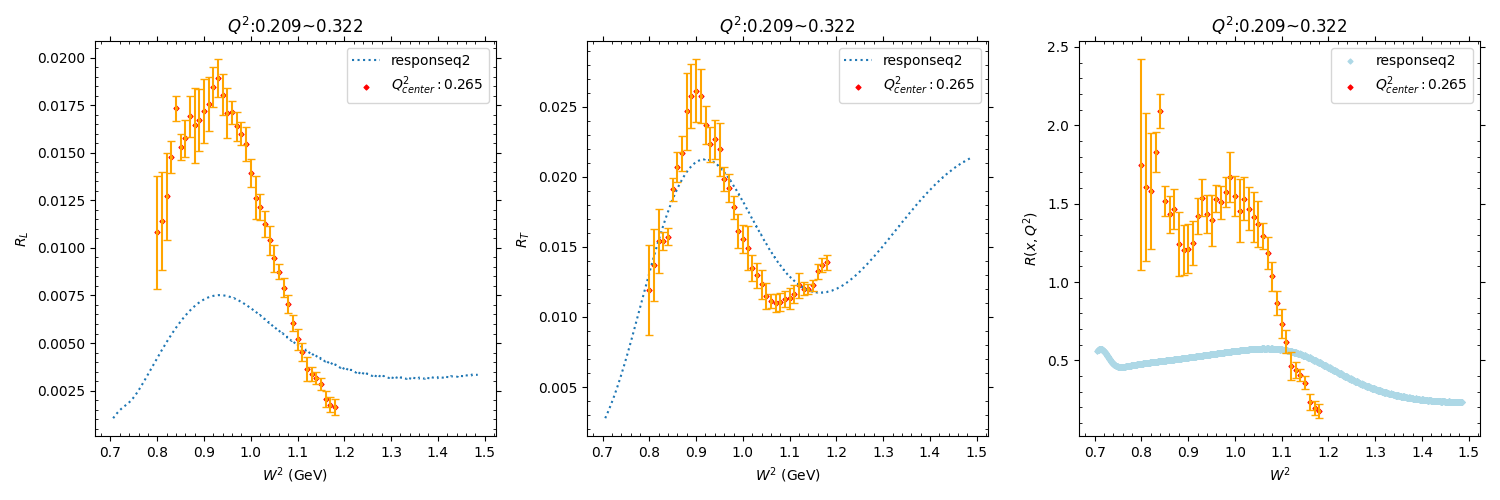 Q²:0.209~0.322
responseq2
Q²center: 0.265
0.0200
0.0175
0.0150
0.0125
0.0100
0.0075
0.0050
0.0025
R_L
0.7 0.8 0.9 1.0 1.1 1.2 1.3 1.4 1.5
W² (GeV)
Q²:0.209~0.322
responseq2
Q²center: 0.265
0.025
0.020
0.015
0.010
0.005
R_T
0.7 0.8 0.9 1.0 1.1 1.2 1.3 1.4 1.5
W² (GeV)
Q²:0.209~0.322
responseq2
Q²center: 0.265
2.5
2.0
1.5
1.0
0.5
R(x, Q²)
0.7 0.8 0.9 1.0 1.1 1.2 1.3 1.4 1.5
W²